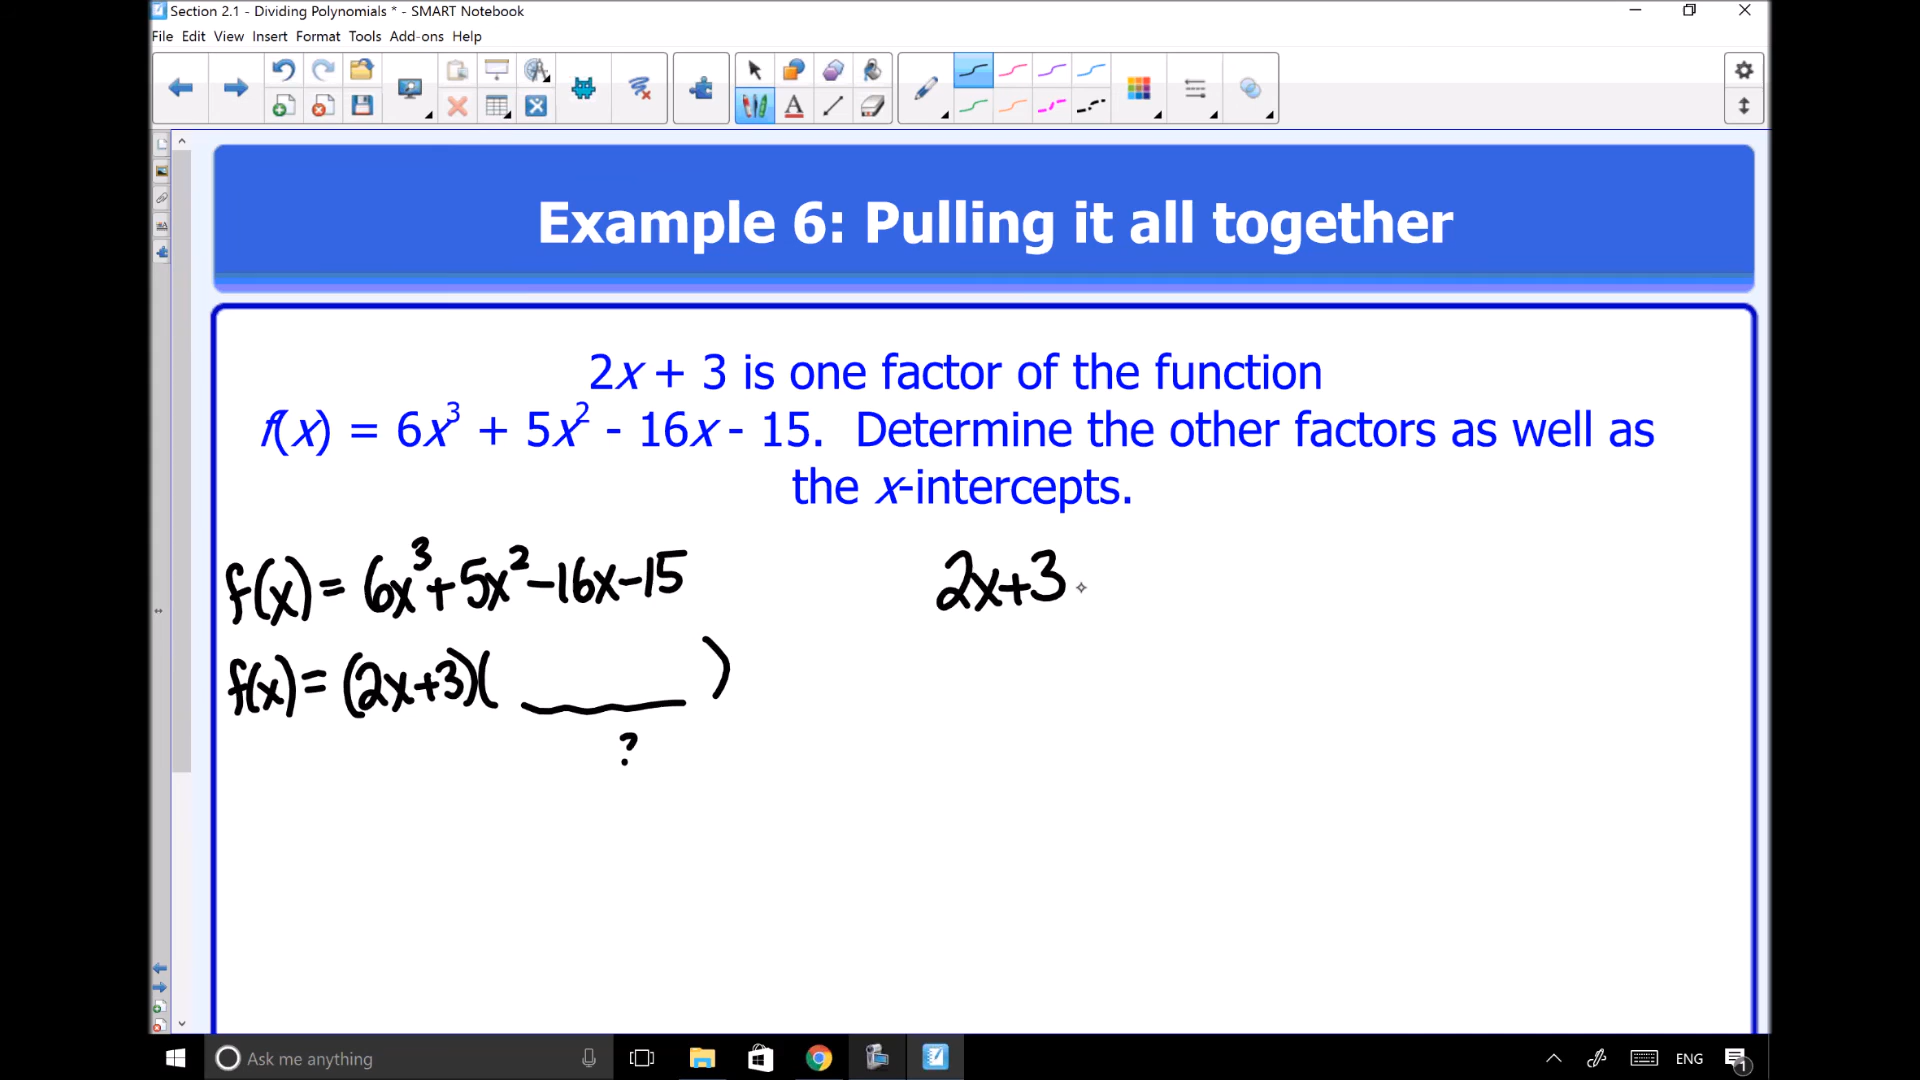 Section 2.1 - Dividing Polynomials * - SMART Notebook
File Edit View Insert Format Tools Add-ons Help
Example 6: Pulling it all together
2x + 3 is one factor of the function
f(x) = 6x³ + 5x² - 16x - 15. Determine the other factors as well as
the x-intercepts.
f(x) = 6x³+5x²-16x-15
2x+3
f(x) = (2x+3)( ______ )
?
Ask me anything
ENG
1